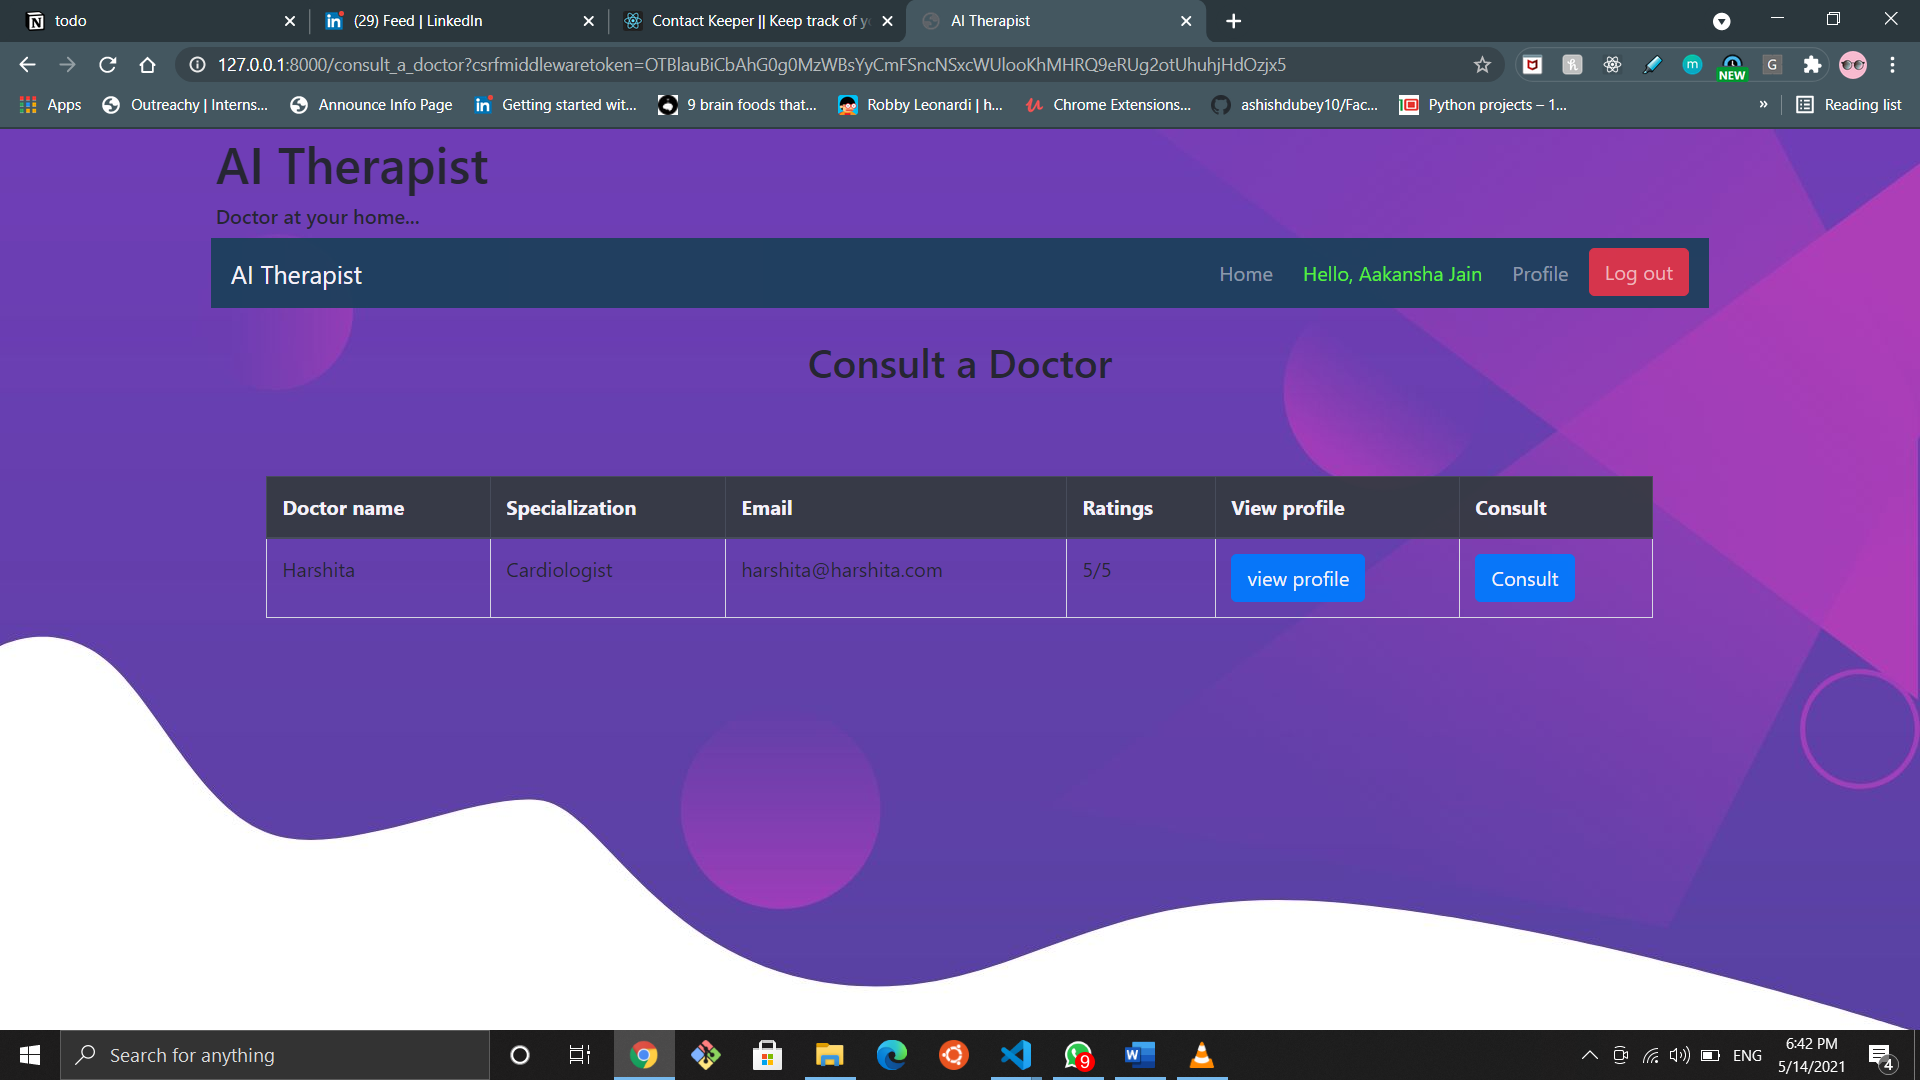 todo
(29) Feed | LinkedIn
Contact Keeper || Keep track of yo
AI Therapist
127.0.0.1:8000/consult_a_doctor?csrfmiddlewaretoken=OTBlauBiCbAhG0g0MzWBsYyCmFSncNSxcWUlooKhMHRQ9eRUg2otUhuhjHdOzjx5
NEW
G
m
Apps
Outreachy | Interns...
Announce Info Page
Getting started wit...
9 brain foods that...
Robby Leonardi | h...
Chrome Extensions...
ashishdubey10/Fac...
Python projects – 1...
»
Reading list
AI Therapist
Doctor at your home...
AI Therapist
Home
Hello, Aakansha Jain
Profile
Log out
Consult a Doctor
Doctor name Specialization Email Ratings View profile Consult
Harshita Cardiologist harshita@harshita.com 5/5 view profile Consult
Search for anything
9
ENG
6:42 PM
5/14/2021
4